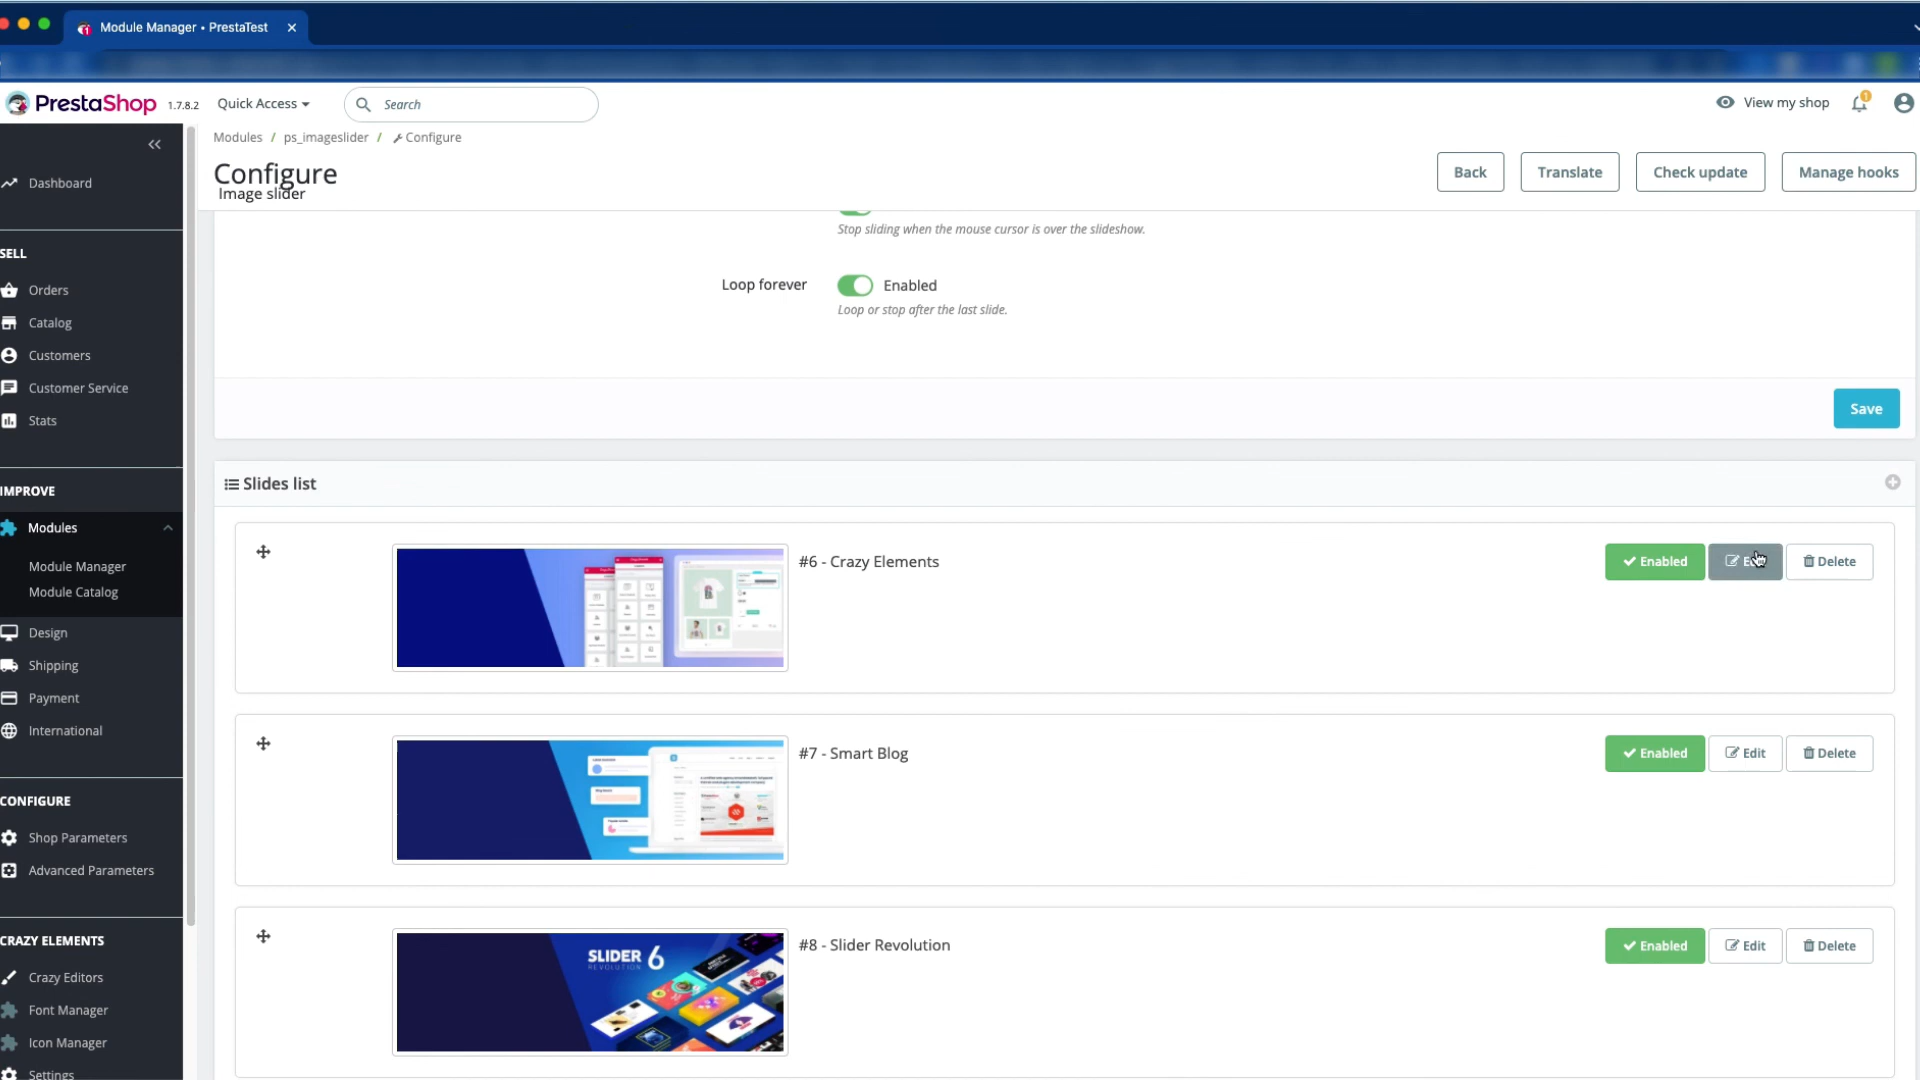 Module Manager • PrestaTest
PrestaShop 1.7.8.2 Quick Access Search View my shop 1
Modules / ps_imageslider / Configure
Configure
Image slider
Back Translate Check update Manage hooks
Dashboard
SELL
Orders
Catalog
Customers
Customer Service
Stats
IMPROVE
Modules
Module Manager
Module Catalog
Design
Shipping
Payment
International
CONFIGURE
Shop Parameters
Advanced Parameters
CRAZY ELEMENTS
Crazy Editors
Font Manager
Icon Manager
Settings
Stop sliding when the mouse cursor is over the slideshow.
Loop forever Enabled
Loop or stop after the last slide.
Save
Slides list
#6 - Crazy Elements Enabled Delete
#7 - Smart Blog Enabled Edit Delete
SLIDER 6
REVOLUTION
#8 - Slider Revolution Enabled Edit Delete